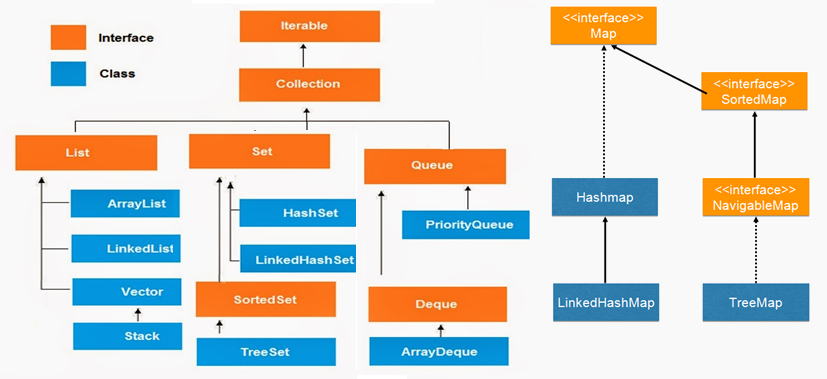 Interface
Class
Iterable
Collection
List
Set
Queue
ArrayList
LinkedList
Vector
Stack
HashSet
LinkedHashSet
SortedSet
TreeSet
PriorityQueue
Deque
ArrayDeque
<<interface>>
Map
<<interface>>
SortedMap
Hashmap
<<interface>>
NavigableMap
LinkedHashMap
TreeMap